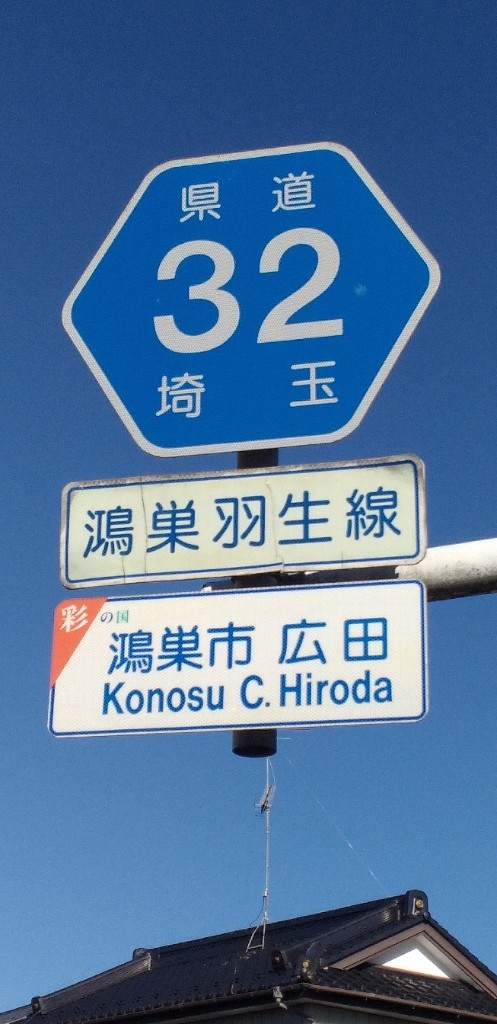 県道
32
埼玉
鴻巣羽生線
彩の国
鴻巣市 広田
Konosu C. Hiroda